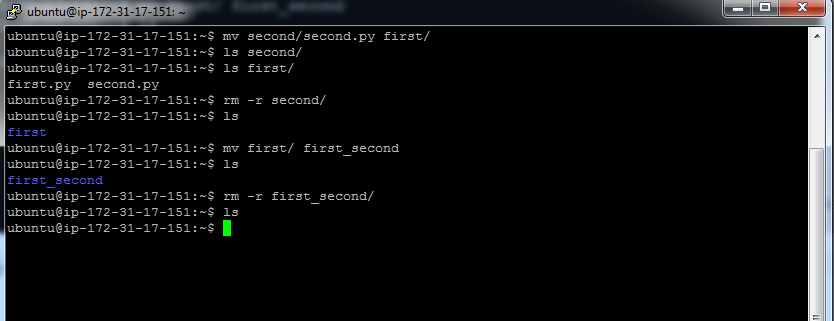 ubuntu@ip-172-31-17-151: ~
ubuntu@ip-172-31-17-151:~$ mv second/second.py first/
ubuntu@ip-172-31-17-151:~$ ls second/
ubuntu@ip-172-31-17-151:~$ ls first/
first.py  second.py
ubuntu@ip-172-31-17-151:~$ rm -r second/
ubuntu@ip-172-31-17-151:~$ ls
first
ubuntu@ip-172-31-17-151:~$ mv first/ first_second
ubuntu@ip-172-31-17-151:~$ ls
first_second
ubuntu@ip-172-31-17-151:~$ rm -r first_second/
ubuntu@ip-172-31-17-151:~$ ls
ubuntu@ip-172-31-17-151:~$